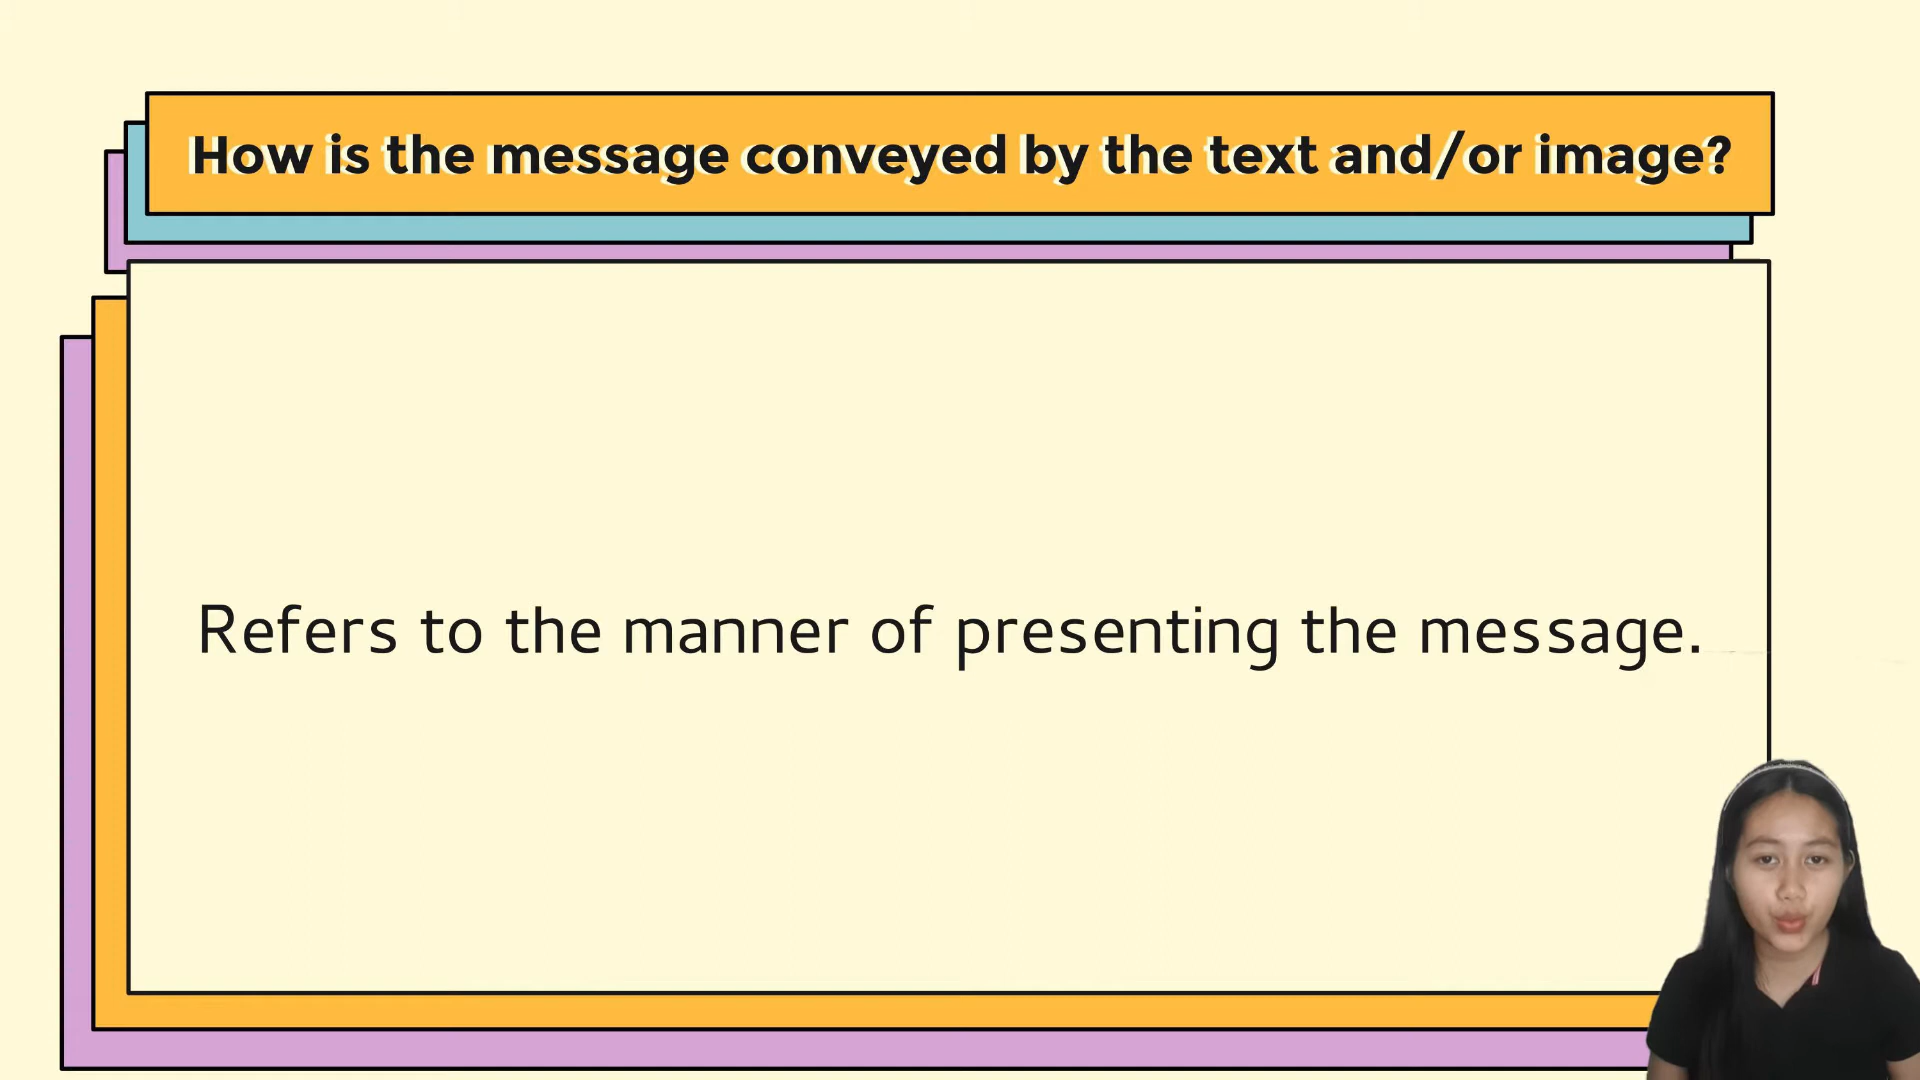 How is the message conveyed by the text and/or image?
Refers to the manner of presenting the message.